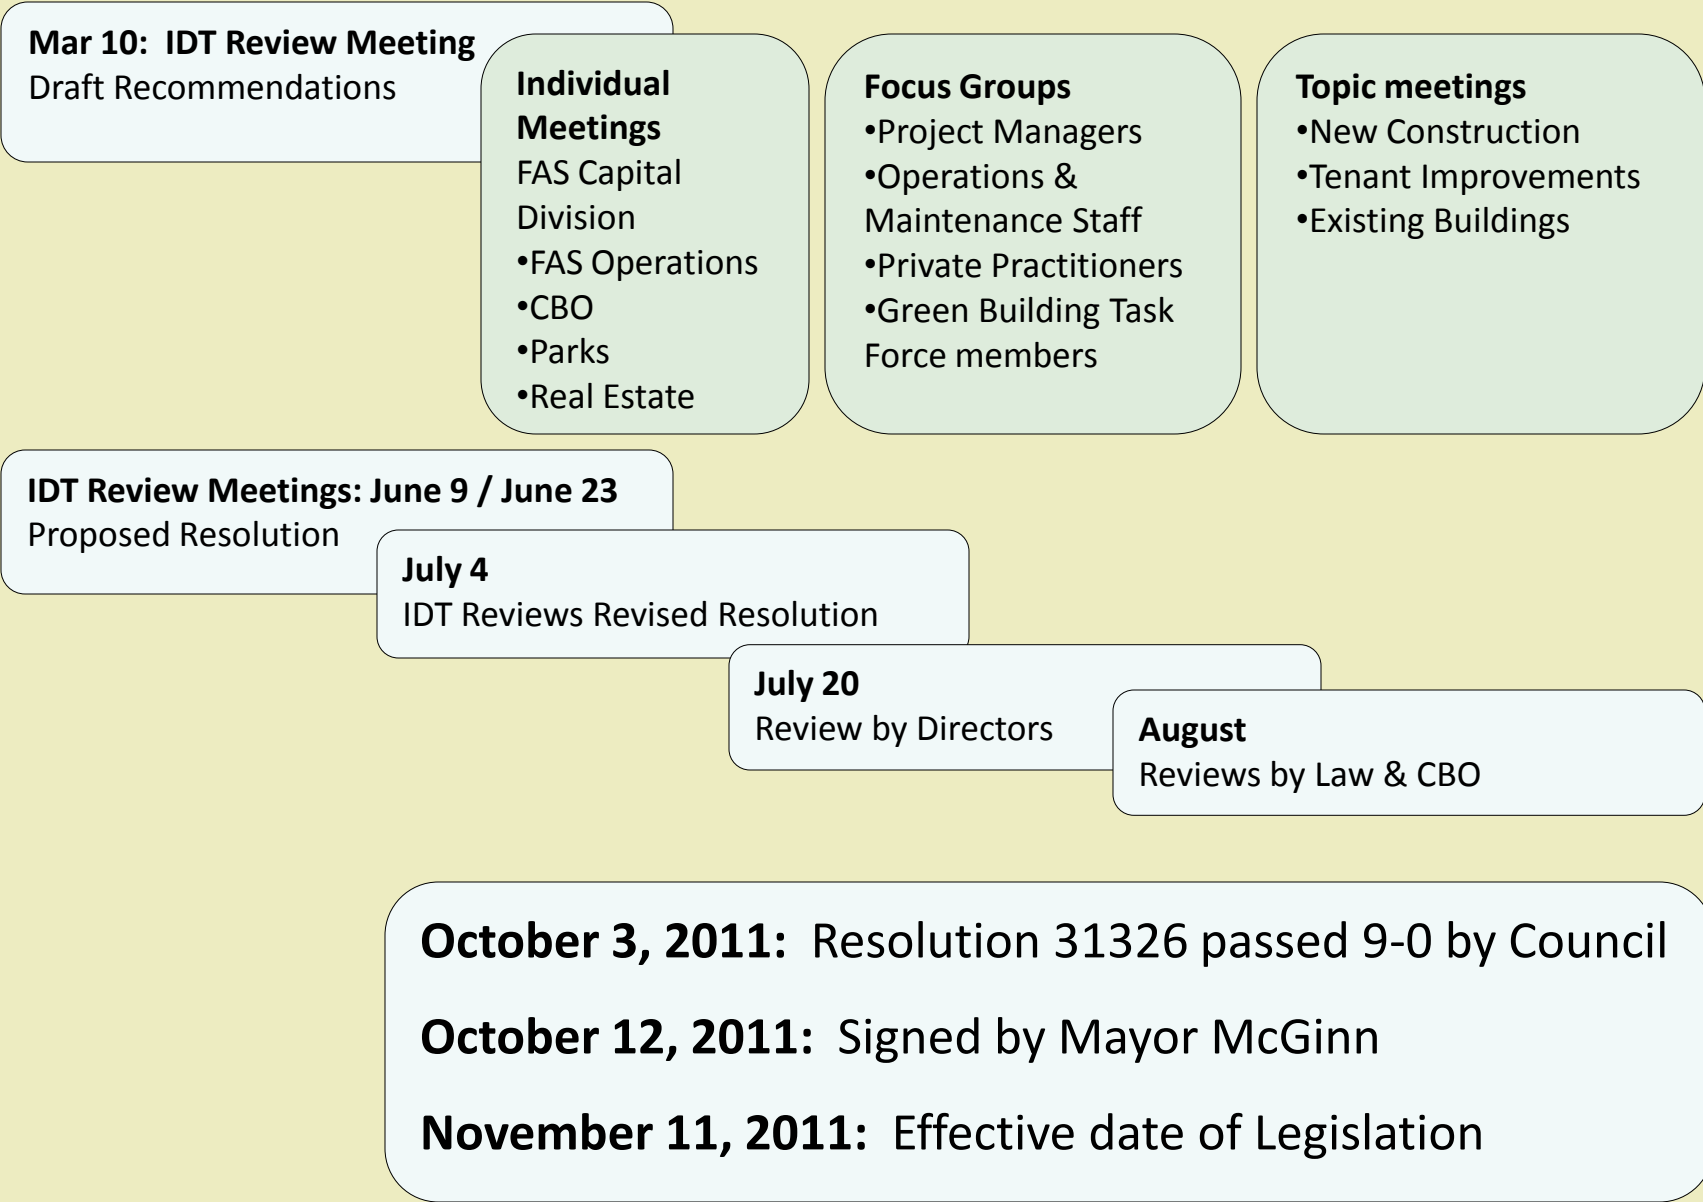 Mar 10:  IDT Review Meeting
Draft Recommendations
Individual
Meetings
FAS Capital
Division
•FAS Operations
•CBO
•Parks
•Real Estate
Focus Groups
•Project Managers
•Operations &
Maintenance Staff
•Private Practitioners
•Green Building Task
Force members
Topic meetings
•New Construction
•Tenant Improvements
•Existing Buildings
IDT Review Meetings: June 9 / June 23
Proposed Resolution
July 4
IDT Reviews Revised Resolution
July 20
Review by Directors
August
Reviews by Law & CBO
October 3, 2011:  Resolution 31326 passed 9-0 by Council
October 12, 2011:  Signed by Mayor McGinn
November 11, 2011:  Effective date of Legislation